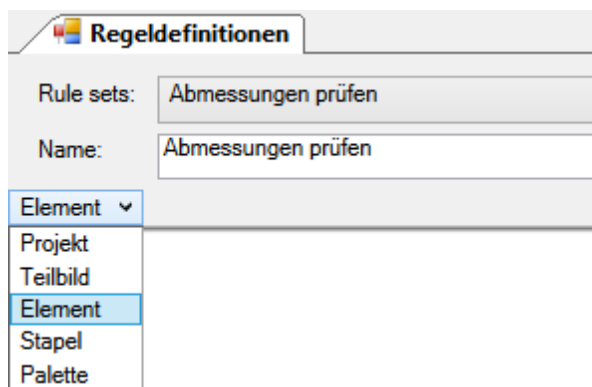 Regeldefinitionen
Rule sets: Abmessungen prüfen
Name: Abmessungen prüfen
Element
Projekt
Teilbild
Element
Stapel
Palette